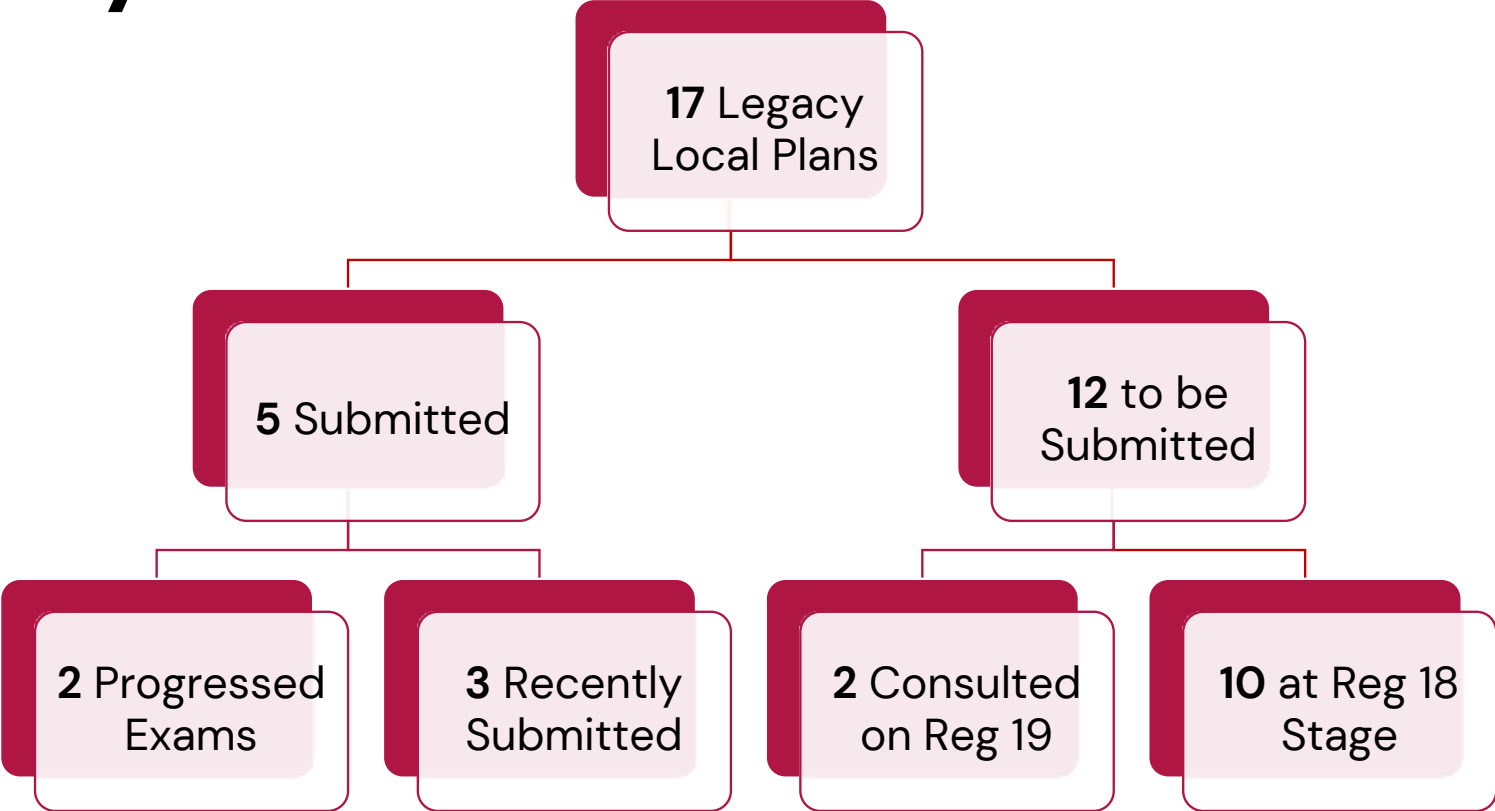 17 Legacy
Local Plans
5 Submitted
12 to be
Submitted
2 Progressed
Exams
3 Recently
Submitted
2 Consulted
on Reg 19
10 at Reg 18
Stage